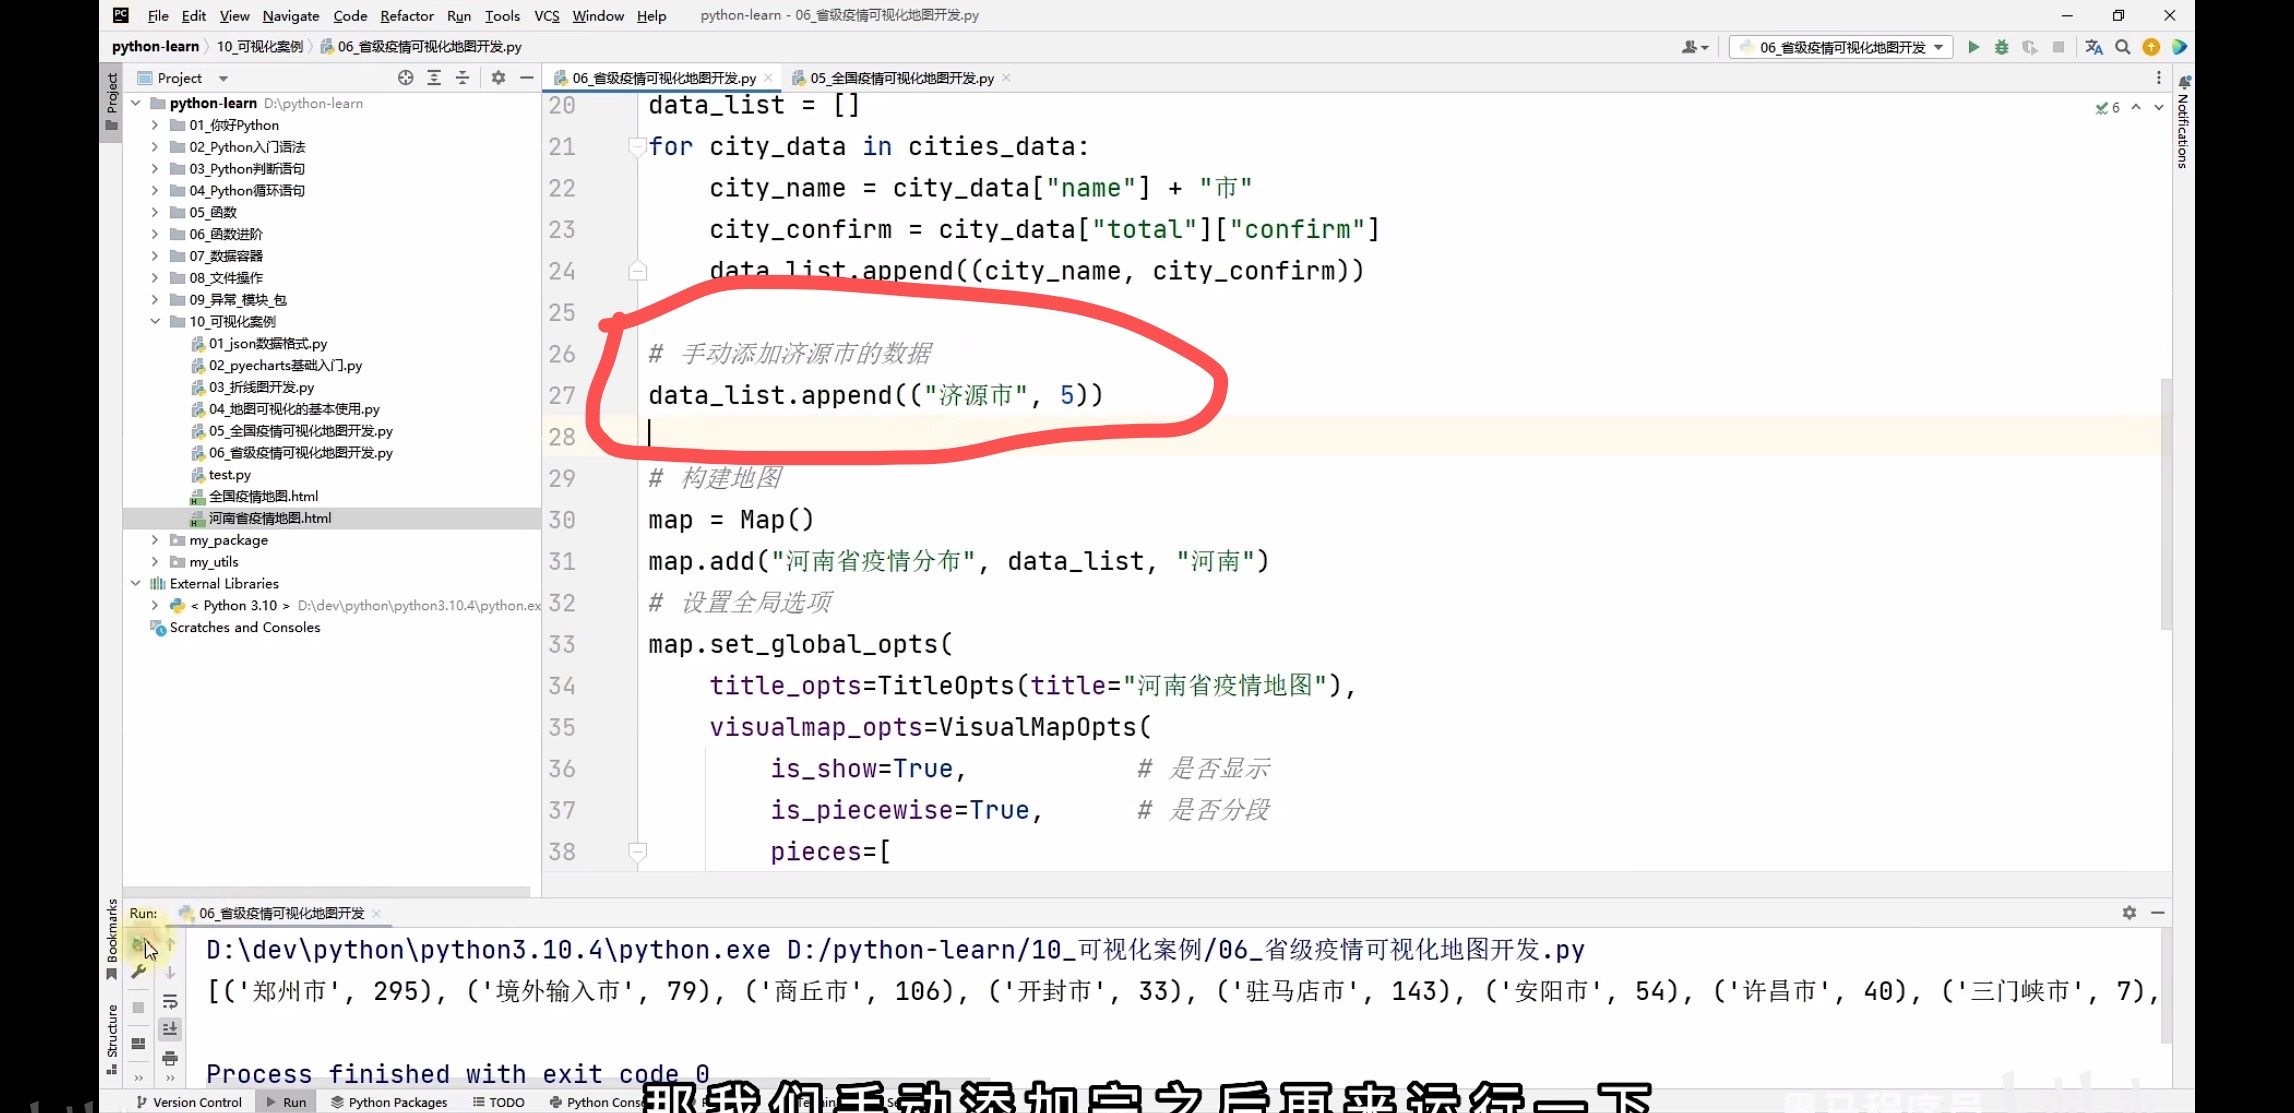 File Edit View Navigate Code Refactor Run Tools VCS Window Help python-learn - 06_省级疫情可视化地图开发.py
python-learn 10_可视化案例 06_省级疫情可视化地图开发.py
06_省级疫情可视化地图开发
Project
Project
python-learn D:\python-learn
01_你好Python
02_Python入门语法
03_Python判断语句
04_Python循环语句
05_函数
06_函数进阶
07_数据容器
08_文件操作
09_异常_模块_包
10_可视化案例
01_json数据格式.py
02_pyecharts基础入门.py
03_折线图开发.py
04_地图可视化的基本使用.py
05_全国疫情可视化地图开发.py
06_省级疫情可视化地图开发.py
test.py
全国疫情地图.html
河南省疫情地图.html
my_package
my_utils
External Libraries
< Python 3.10 > D:\dev\python\python3.10.4\python.ex
Scratches and Consoles
06_省级疫情可视化地图开发.py 05_全国疫情可视化地图开发.py
6
Notifications
20 data_list = []
21 for city_data in cities_data:
22 city_name = city_data["name"] + "市"
23 city_confirm = city_data["total"]["confirm"]
24 data_list.append((city_name, city_confirm))
25
26 # 手动添加济源市的数据
27 data_list.append(("济源市", 5))
28
29 # 构建地图
30 map = Map()
31 map.add("河南省疫情分布", data_list, "河南")
32 # 设置全局选项
33 map.set_global_opts(
34 title_opts=TitleOpts(title="河南省疫情地图"),
35 visualmap_opts=VisualMapOpts(
36 is_show=True, # 是否显示
37 is_piecewise=True, # 是否分段
38 pieces=[
Bookmarks
Structure
Run: 06_省级疫情可视化地图开发
D:\dev\python\python3.10.4\python.exe D:/python-learn/10_可视化案例/06_省级疫情可视化地图开发.py
[('郑州市', 295), ('境外输入市', 79), ('商丘市', 106), ('开封市', 33), ('驻马店市', 143), ('安阳市', 54), ('许昌市', 40), ('三门峡市', 7),
Process finished with exit code 0
Version Control Run Python Packages TODO Python Cons
那我们手动添加完之后再来运行一下